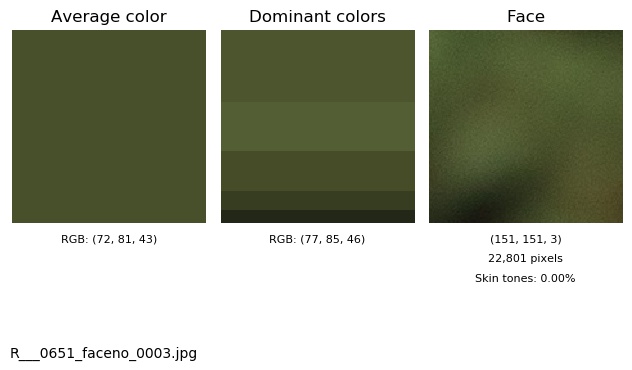 Average color
Dominant colors
Face
RGB: (72, 81, 43)
RGB: (77, 85, 46)
(151, 151, 3)
22,801 pixels
Skin tones: 0.00%
R___0651_faceno_0003.jpg